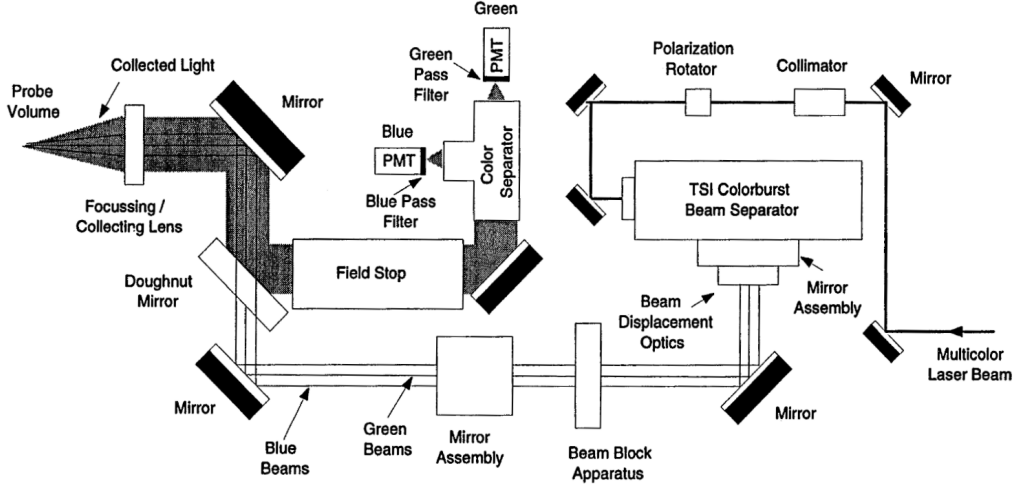 Green
PMT
Green
Pass
Filter
Collected Light
Mirror
Probe
Volume
Blue
PMT
Blue Pass
Filter
Color
Separator
Focussing /
Collecting Lens
Field Stop
Doughnut
Mirror
Mirror
Blue
Beams
Green
Beams
Mirror
Assembly
Beam Block
Apparatus
Mirror
Beam
Displacement
Optics
Mirror
Assembly
TSI Colorburst
Beam Separator
Polarization
Rotator
Collimator
Mirror
Multicolor
Laser Beam